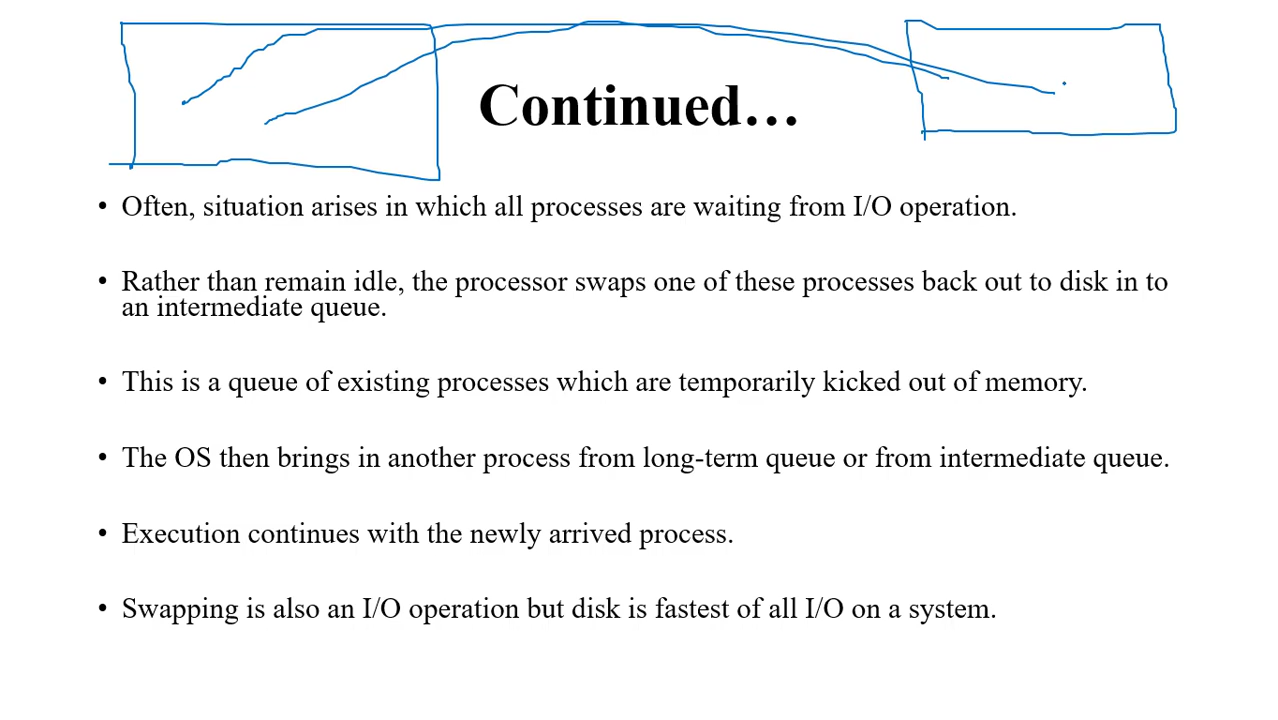 Continued…
• Often, situation arises in which all processes are waiting from I/O operation.
• Rather than remain idle, the processor swaps one of these processes back out to disk in to
an intermediate queue.
• This is a queue of existing processes which are temporarily kicked out of memory.
• The OS then brings in another process from long-term queue or from intermediate queue.
• Execution continues with the newly arrived process.
• Swapping is also an I/O operation but disk is fastest of all I/O on a system.